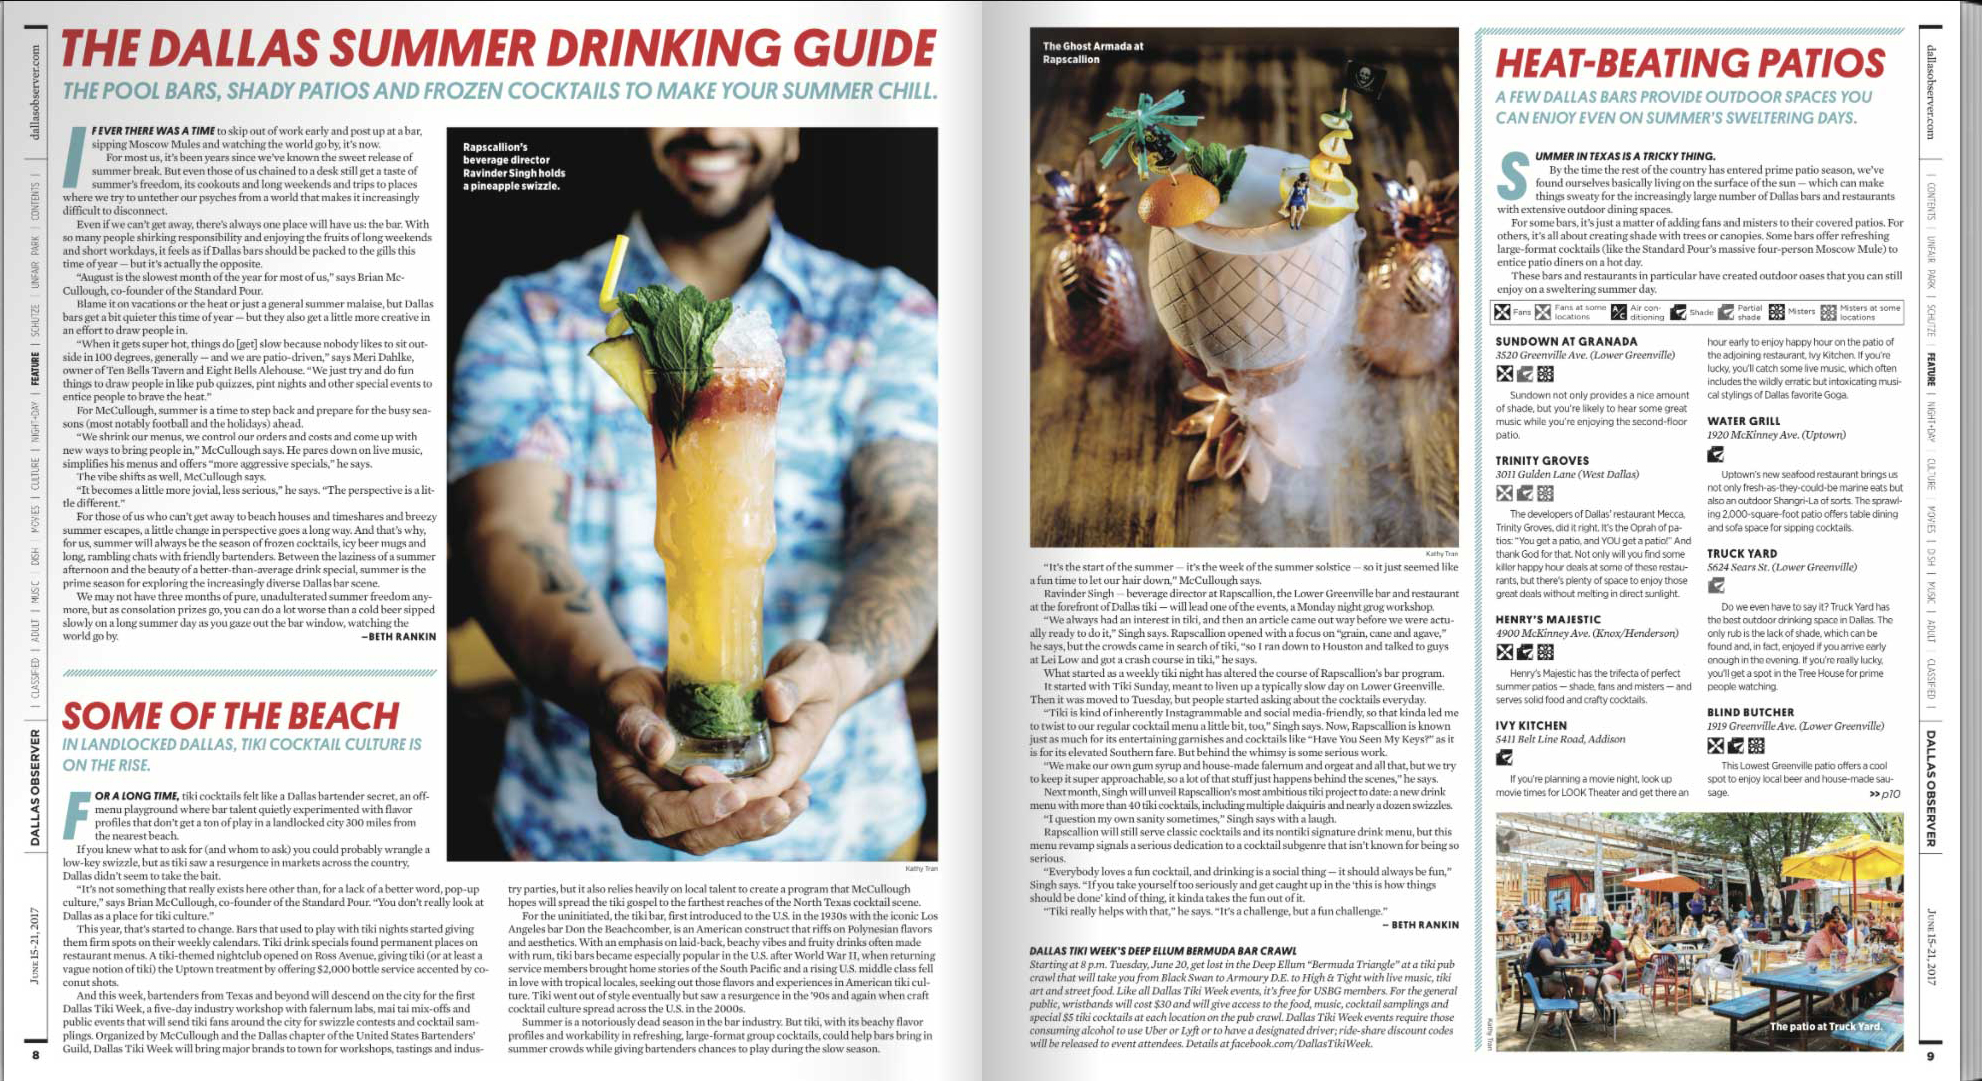 THE DALLAS SUMMER DRINKING GUIDE
THE POOL BARS, SHADY PATIOS AND FROZEN COCKTAILS TO MAKE YOUR SUMMER CHILL.
IF EVER THERE WAS A TIME to skip out of work early and post up at a bar,
sipping Moscow Mules and watching the world go by, it's now.
For most us, it's been years since we've known the sweet release of
summer break. But even those of us chained to a desk still get a taste of
summer's freedom, its cookouts and long weekends and trips to places
where we try to untether our psyches from a world that makes it increasingly
difficult to disconnect.
Even if we can't get away, there's always one place will have us: the bar. With
so many people shirking responsibility and enjoying the fruits of long weekends
and short workdays, it feels as if Dallas bars should be packed to the gills this
time of year — but it's actually the opposite.
"August is the slowest month of the year for most of us," says Brian Mc-
Cullough, co-founder of the Standard Pour.
Blame it on vacations or the heat or just a general summer malaise, but Dallas
bars get a bit quieter this time of year — but they also get a little more creative in
an effort to draw people in.
"When it gets super hot, things do [get] slow because nobody likes to sit out-
side in 100 degrees, generally — and we are patio-driven," says Meri Dahlke,
owner of Ten Bells Tavern and Eight Bells Alehouse. "We just try and do fun
things to draw people in like pub quizzes, pint nights and other special events to
entice people to brave the heat."
For McCullough, summer is a time to step back and prepare for the busy sea-
sons (most notably football and the holidays) ahead.
"We shrink our menus, we control our orders and costs and come up with
new ways to bring people in," McCullough says. He pares down on live music,
simplifies his menus and offers "more aggressive specials," he says.
The vibe shifts as well, McCullough says.
"It becomes a little more jovial, less serious," he says. "The perspective is a lit-
tle different."
For those of us who can't get away to beach houses and timeshares and breezy
summer escapes, a little change in perspective goes a long way. And that's why,
for us, summer will always be the season of frozen cocktails, icy beer mugs and
long, rambling chats with friendly bartenders. Between the laziness of a summer
afternoon and the beauty of a better-than-average drink special, summer is the
prime season for exploring the increasingly diverse Dallas bar scene.
We may not have three months of pure, unadulterated summer freedom any-
more, but as consolation prizes go, you can do a lot worse than a cold beer sipped
slowly on a long summer day as you gaze out the bar window, watching the
world go by. —BETH RANKIN
Rapscallion's
beverage director
Ravinder Singh holds
a pineapple swizzle.
Kathy Tran
SOME OF THE BEACH
IN LANDLOCKED DALLAS, TIKI COCKTAIL CULTURE IS
ON THE RISE.
FOR A LONG TIME, tiki cocktails felt like a Dallas bartender secret, an off-
menu playground where bar talent quietly experimented with flavor
profiles that don't get a ton of play in a landlocked city 300 miles from
the nearest beach.
If you knew what to ask for (and whom to ask) you could probably wrangle a
low-key swizzle, but as tiki saw a resurgence in markets across the country,
Dallas didn't seem to take the bait.
"It's not something that really exists here other than, for a lack of a better word, pop-up
culture," says Brian McCullough, co-founder of the Standard Pour. "You don't really look at
Dallas as a place for tiki culture."
This year, that's started to change. Bars that used to play with tiki nights started giving
them firm spots on their weekly calendars. Tiki drink specials found permanent places on
restaurant menus. A tiki-themed nightclub opened on Ross Avenue, giving tiki (or at least a
vague notion of tiki) the Uptown treatment by offering $2,000 bottle service accented by co-
conut shots.
And this week, bartenders from Texas and beyond will descend on the city for the first
Dallas Tiki Week, a five-day industry workshop with falernum labs, mai tai mix-offs and
public events that will send tiki fans around the city for swizzle contests and cocktail sam-
plings. Organized by McCullough and the Dallas chapter of the United States Bartenders'
Guild, Dallas Tiki Week will bring major brands to town for workshops, tastings and indus-
try parties, but it also relies heavily on local talent to create a program that McCullough
hopes will spread the tiki gospel to the farthest reaches of the North Texas cocktail scene.
For the uninitiated, the tiki bar, first introduced to the U.S. in the 1930s with the iconic Los
Angeles bar Don the Beachcomber, is an American construct that riffs on Polynesian flavors
and aesthetics. With an emphasis on laid-back, beachy vibes and fruity drinks often made
with rum, tiki bars became especially popular in the U.S. after World War II, when returning
service members brought home stories of the South Pacific and a rising U.S. middle class fell
in love with tropical locales, seeking out those flavors and experiences in American tiki cul-
ture. Tiki went out of style eventually but saw a resurgence in the '90s and again when craft
cocktail culture spread across the U.S. in the 2000s.
Summer is a notoriously dead season in the bar industry. But tiki, with its beachy flavor
profiles and workability in refreshing, large-format group cocktails, could help bars bring in
summer crowds while giving bartenders chances to play during the slow season.
dallasobserver.com
| CLASSIFIED | ADULT | MUSIC | DISH | MOVIES | CULTURE | NIGHT+DAY | FEATURE | SCHUTZE | UNFAIR PARK | CONTENTS |
DALLAS OBSERVER
JUNE 15-21, 2017
8
The Ghost Armada at
Rapscallion
Kathy Tran
"It's the start of the summer — it's the week of the summer solstice — so it just seemed like
a fun time to let our hair down," McCullough says.
Ravinder Singh — beverage director at Rapscallion, the Lower Greenville bar and restaurant
at the forefront of Dallas tiki — will lead one of the events, a Monday night grog workshop.
"We always had an interest in tiki, and then an article came out way before we were actu-
ally ready to do it," Singh says. Rapscallion opened with a focus on "grain, cane and agave,"
he says, but the crowds came in search of tiki, "so I ran down to Houston and talked to guys
at Lei Low and got a crash course in tiki," he says.
What started as a weekly tiki night has altered the course of Rapscallion's bar program.
It started with Tiki Sunday, meant to liven up a typically slow day on Lower Greenville.
Then it was moved to Tuesday, but people started asking about the cocktails everyday.
"Tiki is kind of inherently Instagrammable and social media-friendly, so that kinda led me
to twist to our regular cocktail menu a little bit, too," Singh says. Now, Rapscallion is known
just as much for its entertaining garnishes and cocktails like "Have You Seen My Keys?" as it
is for its elevated Southern fare. But behind the whimsy is some serious work.
"We make our own gum syrup and house-made falernum and orgeat and all that, but we try
to keep it super approachable, so a lot of that stuff just happens behind the scenes," he says.
Next month, Singh will unveil Rapscallion's most ambitious tiki project to date: a new drink
menu with more than 40 tiki cocktails, including multiple daiquiris and nearly a dozen swizzles.
"I question my own sanity sometimes," Singh says with a laugh.
Rapscallion will still serve classic cocktails and its nontiki signature drink menu, but this
menu revamp signals a serious dedication to a cocktail subgenre that isn't known for being so
serious.
"Everybody loves a fun cocktail, and drinking is a social thing — it should always be fun,"
Singh says. "If you take yourself too seriously and get caught up in the 'this is how things
should be done' kind of thing, it kinda takes the fun out of it.
"Tiki really helps with that," he says. "It's a challenge, but a fun challenge."
— BETH RANKIN
DALLAS TIKI WEEK'S DEEP ELLUM BERMUDA BAR CRAWL
Starting at 8 p.m. Tuesday, June 20, get lost in the Deep Ellum "Bermuda Triangle" at a tiki pub
crawl that will take you from Black Swan to Armoury D.E. to High & Tight with live music, tiki
art and street food. Like all Dallas Tiki Week events, it's free for USBG members. For the general
public, wristbands will cost $30 and will give access to the food, music, cocktail samplings and
special $5 tiki cocktails at each location on the pub crawl. Dallas Tiki Week events require those
consuming alcohol to use Uber or Lyft or to have a designated driver; ride-share discount codes
will be released to event attendees. Details at facebook.com/DallasTikiWeek.
HEAT-BEATING PATIOS
A FEW DALLAS BARS PROVIDE OUTDOOR SPACES YOU
CAN ENJOY EVEN ON SUMMER'S SWELTERING DAYS.
SUMMER IN TEXAS IS A TRICKY THING.
By the time the rest of the country has entered prime patio season, we've
found ourselves basically living on the surface of the sun — which can make
things sweaty for the increasingly large number of Dallas bars and restaurants
with extensive outdoor dining spaces.
For some bars, it's just a matter of adding fans and misters to their covered patios. For
others, it's all about creating shade with trees or canopies. Some bars offer refreshing
large-format cocktails (like the Standard Pour's massive four-person Moscow Mule) to
entice patio diners on a hot day.
These bars and restaurants in particular have created outdoor oases that you can still
enjoy on a sweltering summer day.
Fans Fans at some locations A/C Air con-ditioning Shade Partial shade Misters Misters at some locations
SUNDOWN AT GRANADA
3520 Greenville Ave. (Lower Greenville)
Sundown not only provides a nice amount
of shade, but you're likely to hear some great
music while you're enjoying the second-floor
patio.
TRINITY GROVES
3011 Gulden Lane (West Dallas)
The developers of Dallas' restaurant Mecca,
Trinity Groves, did it right. It's the Oprah of pa-
tios: "You get a patio, and YOU get a patio!" And
thank God for that. Not only will you find some
killer happy hour deals at some of these restau-
rants, but there's plenty of space to enjoy those
great deals without melting in direct sunlight.
HENRY'S MAJESTIC
4900 McKinney Ave. (Knox/Henderson)
Henry's Majestic has the trifecta of perfect
summer patios — shade, fans and misters — and
serves solid food and crafty cocktails.
IVY KITCHEN
5411 Belt Line Road, Addison
If you're planning a movie night, look up
movie times for LOOK Theater and get there an
hour early to enjoy happy hour on the patio of
the adjoining restaurant, Ivy Kitchen. If you're
lucky, you'll catch some live music, which often
includes the wildly erratic but intoxicating musi-
cal stylings of Dallas favorite Goga.
WATER GRILL
1920 McKinney Ave. (Uptown)
Uptown's new seafood restaurant brings us
not only fresh-as-they-could-be marine eats but
also an outdoor Shangri-La of sorts. The sprawl-
ing 2,000-square-foot patio offers table dining
and sofa space for sipping cocktails.
TRUCK YARD
5624 Sears St. (Lower Greenville)
Do we even have to say it? Truck Yard has
the best outdoor drinking space in Dallas. The
only rub is the lack of shade, which can be
found and, in fact, enjoyed if you arrive early
enough in the evening. If you're really lucky,
you'll get a spot in the Tree House for prime
people watching.
BLIND BUTCHER
1919 Greenville Ave. (Lower Greenville)
This Lowest Greenville patio offers a cool
spot to enjoy local beer and house-made sau-
sage. >> p10
The patio at Truck Yard.
Kathy Tran
dallasobserver.com
| CONTENTS | UNFAIR PARK | SCHUTZE | FEATURE | NIGHT+DAY | CULTURE | MOVIES | DISH | MUSIC | ADULT | CLASSIFIED |
DALLAS OBSERVER
JUNE 15-21, 2017
9